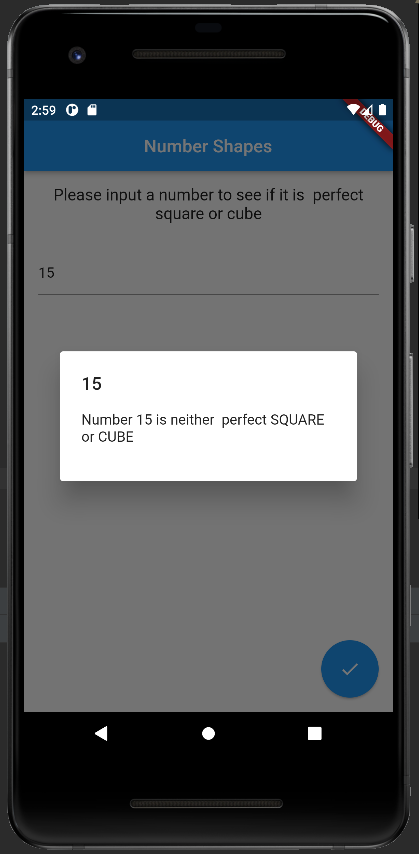 2:59
DEBUG
Number Shapes
Please input a number to see if it is  perfect
square or cube
15
15
Number 15 is neither  perfect SQUARE
or CUBE